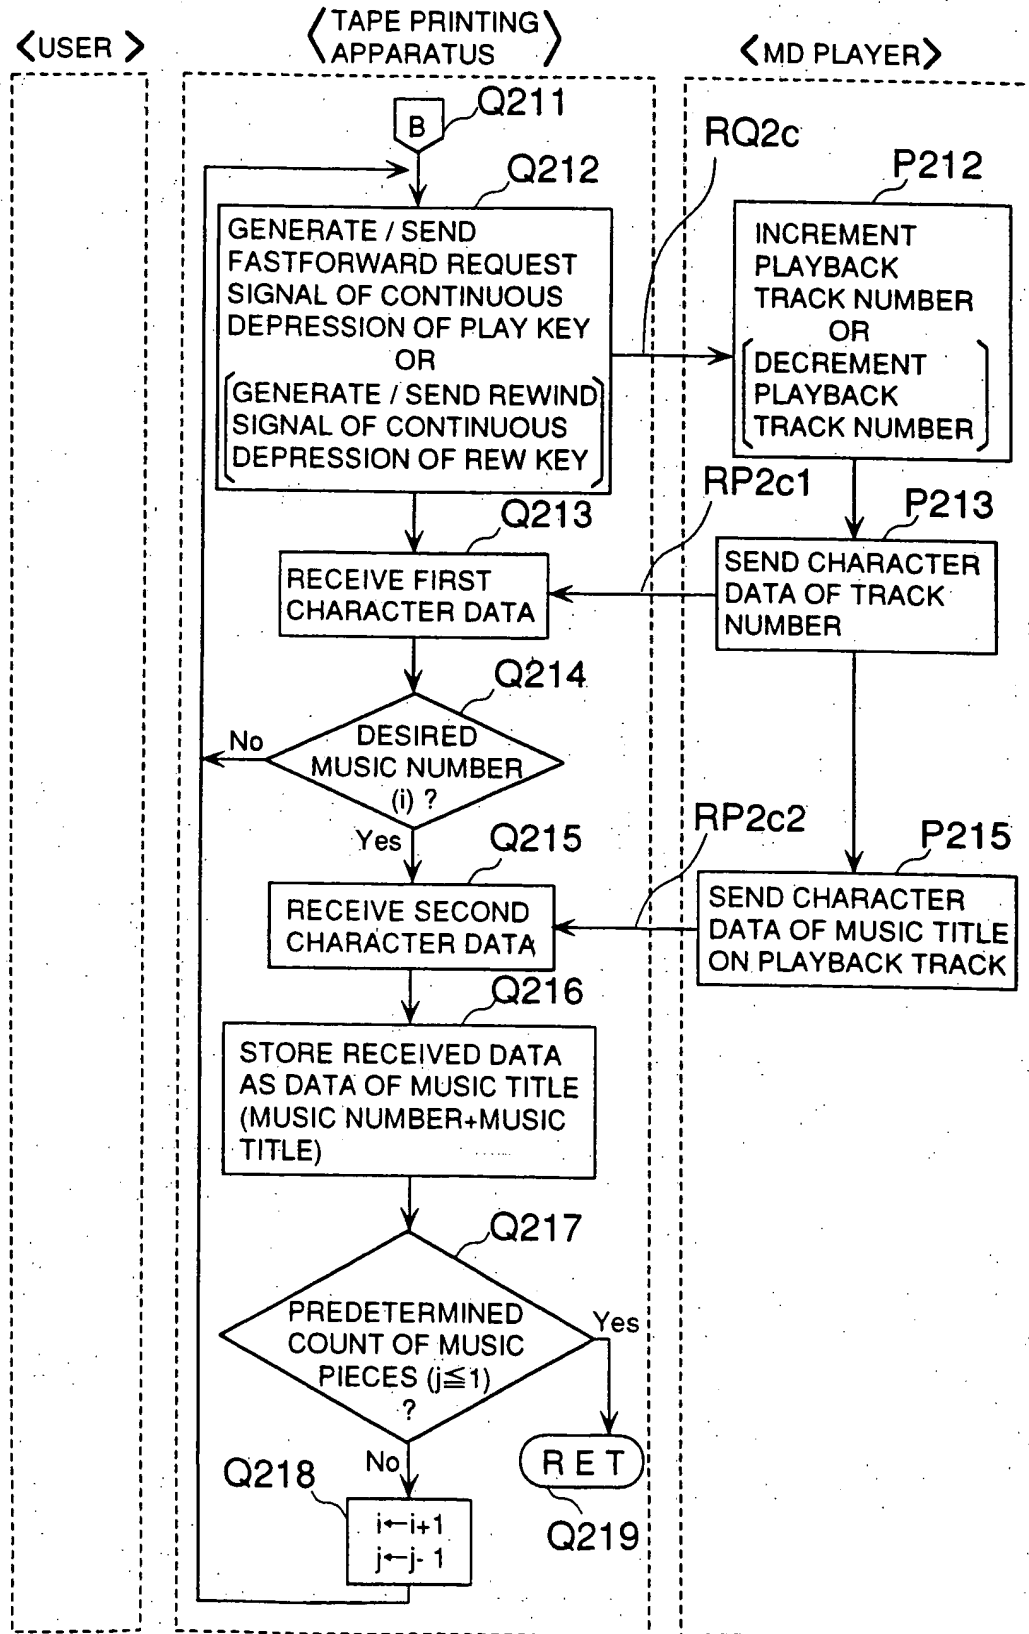 <USER>
<TAPE PRINTING
APPARATUS>
<MD PLAYER>
B
Q211
Q212
RQ2c
P212
GENERATE / SEND
FASTFORWARD REQUEST
SIGNAL OF CONTINUOUS
DEPRESSION OF PLAY KEY
OR
[GENERATE / SEND REWIND
SIGNAL OF CONTINUOUS
DEPRESSION OF REW KEY]
INCREMENT
PLAYBACK
TRACK NUMBER
OR
[DECREMENT
PLAYBACK
TRACK NUMBER]
Q213
RP2c1
P213
RECEIVE FIRST
CHARACTER DATA
SEND CHARACTER
DATA OF TRACK
NUMBER
Q214
DESIRED
MUSIC NUMBER
(i) ?
No
Yes
Q215
RP2c2
P215
RECEIVE SECOND
CHARACTER DATA
SEND CHARACTER
DATA OF MUSIC TITLE
ON PLAYBACK TRACK
Q216
STORE RECEIVED DATA
AS DATA OF MUSIC TITLE
(MUSIC NUMBER+MUSIC
TITLE)
Q217
PREDETERMINED
COUNT OF MUSIC
PIECES (j≦1)
?
Yes
No
RET
Q219
Q218
i←i+1
j←j-1